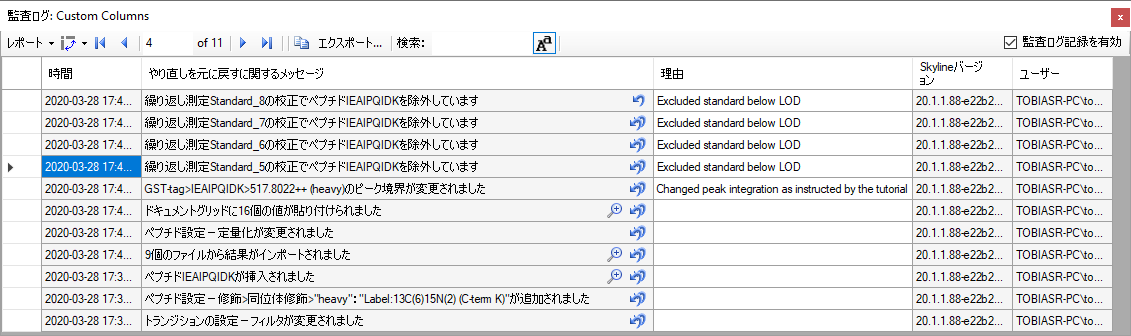 監査ログ: Custom Columns
x
レポート 4 of 11 エクスポート... 検索: Aa 監査ログ記録を有効
時間 やり直しを元に戻すに関するメッセージ 理由 Skylineバージョン ユーザー
2020-03-28 17:4... 繰り返し測定Standard_8の校正でペプチドIEAIPQIDKを除外しています Excluded standard below LOD 20.1.1.88-e22b2... TOBIASR-PC\to...
2020-03-28 17:4... 繰り返し測定Standard_7の校正でペプチドIEAIPQIDKを除外しています Excluded standard below LOD 20.1.1.88-e22b2... TOBIASR-PC\to...
2020-03-28 17:4... 繰り返し測定Standard_6の校正でペプチドIEAIPQIDKを除外しています Excluded standard below LOD 20.1.1.88-e22b2... TOBIASR-PC\to...
2020-03-28 17:4... 繰り返し測定Standard_5の校正でペプチドIEAIPQIDKを除外しています Excluded standard below LOD 20.1.1.88-e22b2... TOBIASR-PC\to...
2020-03-28 17:4... GST-tag>IEAIPQIDK>517.8022++ (heavy)のピーク境界が変更されました Changed peak integration as instructed by the tutorial 20.1.1.88-e22b2... TOBIASR-PC\to...
2020-03-28 17:4... ドキュメントグリッドに16個の値が貼り付けられました 20.1.1.88-e22b2... TOBIASR-PC\to...
2020-03-28 17:4... ペプチド設定－定量化が変更されました 20.1.1.88-e22b2... TOBIASR-PC\to...
2020-03-28 17:4... 9個のファイルから結果がインポートされました 20.1.1.88-e22b2... TOBIASR-PC\to...
2020-03-28 17:3... ペプチドIEAIPQIDKが挿入されました 20.1.1.88-e22b2... TOBIASR-PC\to...
2020-03-28 17:3... ペプチド設定－修飾>同位体修飾>"heavy": "Label:13C(6)15N(2) (C-term K)"が追加されました 20.1.1.88-e22b2... TOBIASR-PC\to...
2020-03-28 17:3... トランジションの設定－フィルタが変更されました 20.1.1.88-e22b2... TOBIASR-PC\to...